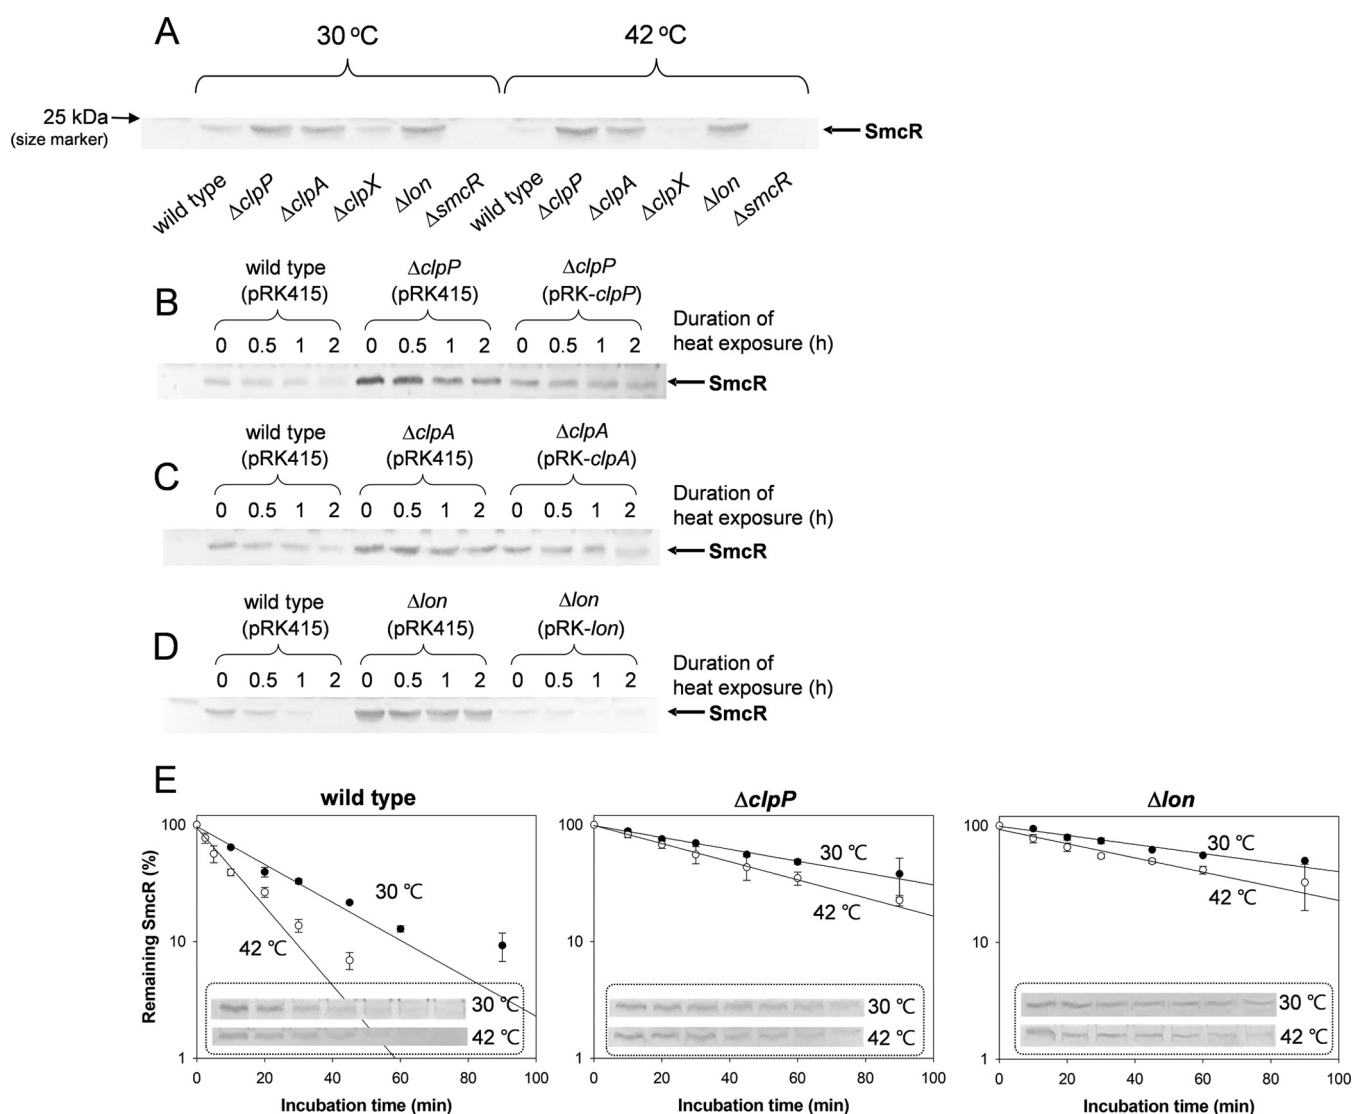 A
30 ºC
42 ºC
25 kDa
(size marker)
SmcR
wild type
ΔclpP
ΔclpA
ΔclpX
Δlon
ΔsmcR
wild type
ΔclpP
ΔclpA
ΔclpX
Δlon
ΔsmcR
B
wild type
(pRK415)
ΔclpP
(pRK415)
ΔclpP
(pRK-clpP)
Duration of
heat exposure (h)
0 0.5 1 2 0 0.5 1 2 0 0.5 1 2
SmcR
C
wild type
(pRK415)
ΔclpA
(pRK415)
ΔclpA
(pRK-clpA)
Duration of
heat exposure (h)
0 0.5 1 2 0 0.5 1 2 0 0.5 1 2
SmcR
D
wild type
(pRK415)
Δlon
(pRK415)
Δlon
(pRK-lon)
Duration of
heat exposure (h)
0 0.5 1 2 0 0.5 1 2 0 0.5 1 2
SmcR
E
wild type
Remaining SmcR (%)
100
10
1
30 ℃
42 ℃
30 ℃
42 ℃
0 20 40 60 80 100
Incubation time (min)
ΔclpP
100
10
1
30 ℃
42 ℃
30 ℃
42 ℃
0 20 40 60 80 100
Incubation time (min)
Δlon
100
10
1
30 ℃
42 ℃
30 ℃
42 ℃
0 20 40 60 80 100
Incubation time (min)